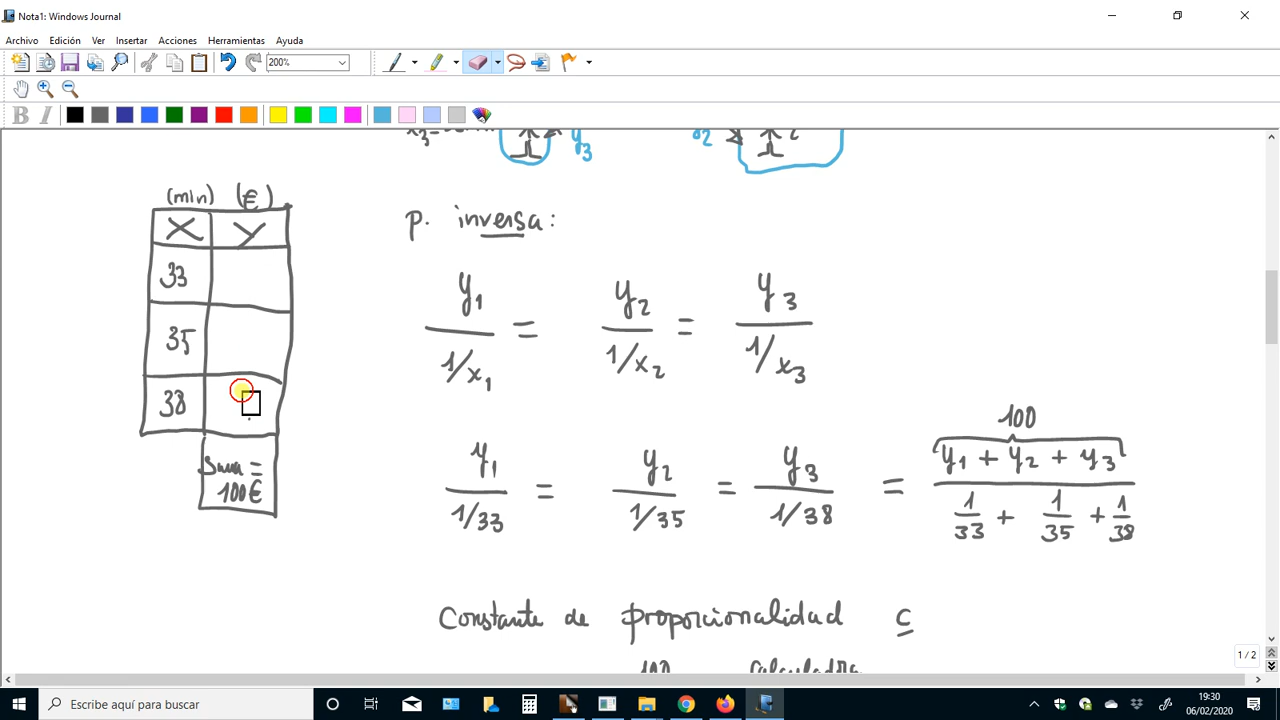 Nota1: Windows Journal
Archivo Edición Ver Insertar Acciones Herramientas Ayuda
200%
B I
y3
(min) (€)
X Y
33
35
38
Suma =
100€
p. inversa:
y1 / 1/x1 = y2 / 1/x2 = y3 / 1/x3
y1 / 1/33 = y2 / 1/35 = y3 / 1/38 = y1 + y2 + y3 / 1/33 + 1/35 + 1/38
100
Constante de proporcionalidad c
100 calculadora
1 / 2
Escribe aquí para buscar
19:30
06/02/2020